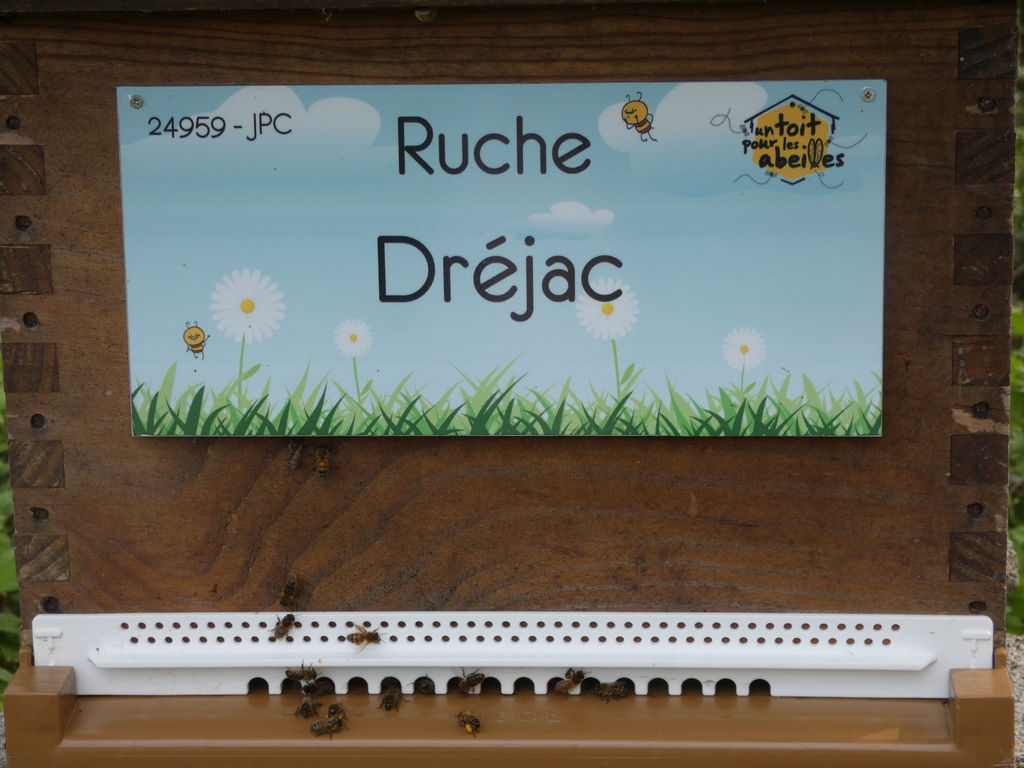 24959 - JPC
Ruche
un toit
pour les
abeilles
Dréjac